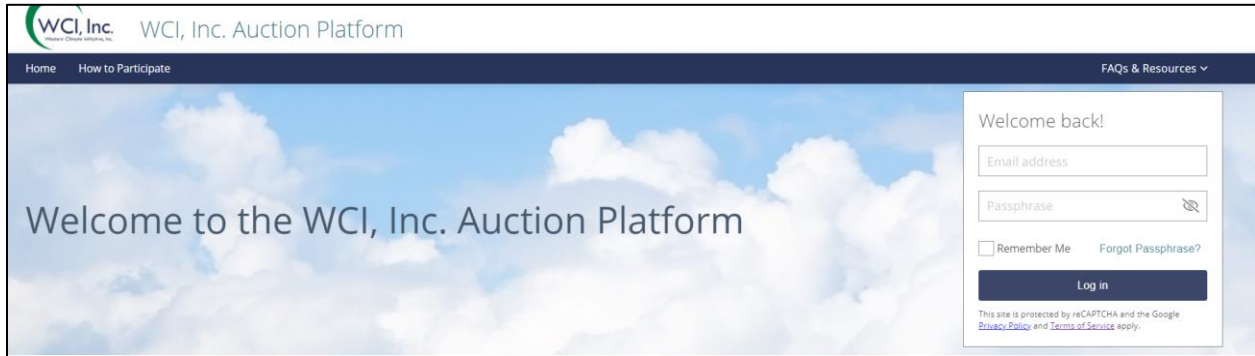 WCI, Inc.
Western Climate Initiative, Inc.
WCI, Inc. Auction Platform
Home
How to Participate
FAQs & Resources
Welcome to the WCI, Inc. Auction Platform
Welcome back!
Email address
Passphrase
Remember Me
Forgot Passphrase?
Log in
This site is protected by reCAPTCHA and the Google
Privacy Policy and Terms of Service apply.